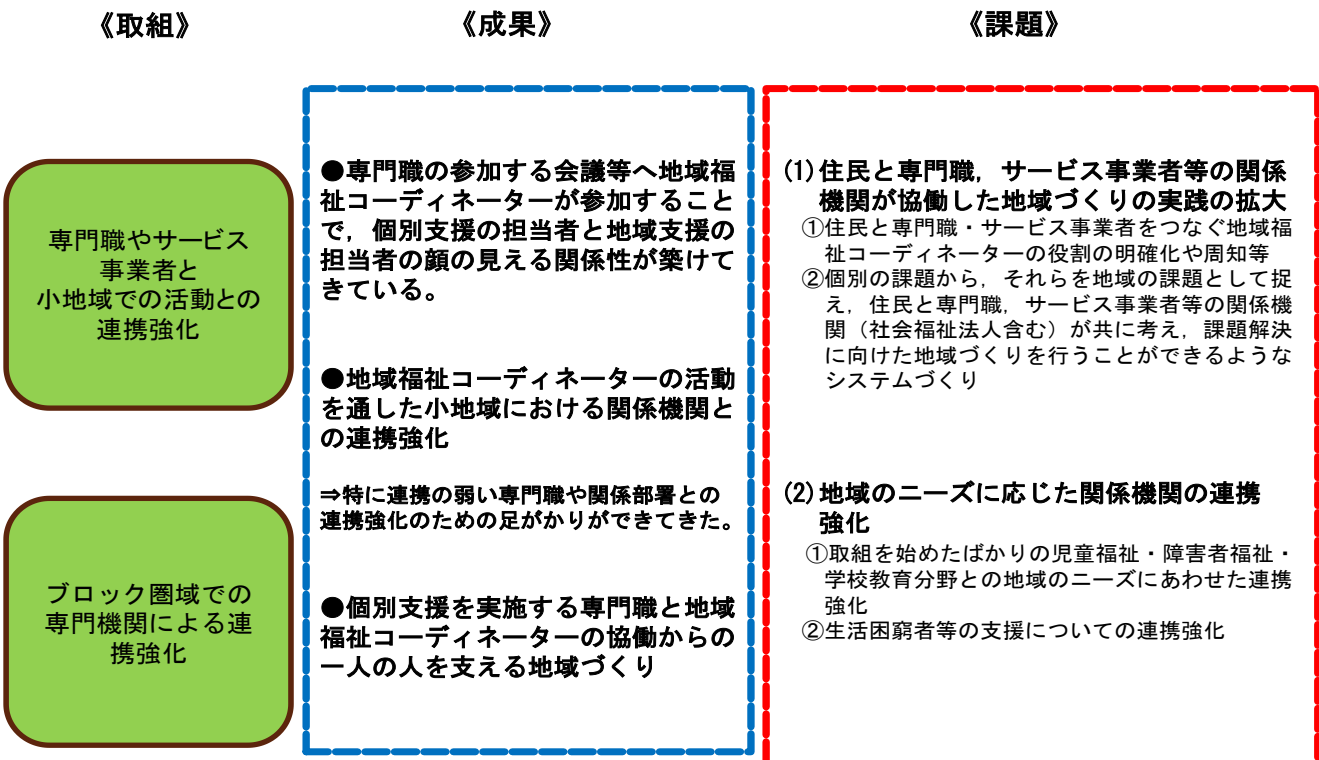 《取組》
《成果》
《課題》
専門職やサービス
事業者と
小地域での活動との
連携強化
ブロック圏域での
専門機関による連
携強化
●専門職の参加する会議等へ地域福
祉コーディネーターが参加すること
で，個別支援の担当者と地域支援の
担当者の顔の見える関係性が築けて
きている。
●地域福祉コーディネーターの活動
を通した小地域における関係機関と
の連携強化
⇒特に連携の弱い専門職や関係部署との
連携強化のための足がかりができてきた。
●個別支援を実施する専門職と地域
福祉コーディネーターの協働からの
一人の人を支える地域づくり
(1)住民と専門職，サービス事業者等の関係
機関が協働した地域づくりの実践の拡大
①住民と専門職・サービス事業者をつなぐ地域福
祉コーディネーターの役割の明確化や周知等
②個別の課題から，それらを地域の課題として捉
え，住民と専門職，サービス事業者等の関係機
関（社会福祉法人含む）が共に考え，課題解決
に向けた地域づくりを行うことができるような
システムづくり
(2)地域のニーズに応じた関係機関の連携
強化
①取組を始めたばかりの児童福祉・障害者福祉・
学校教育分野との地域のニーズにあわせた連携
強化
②生活困窮者等の支援についての連携強化